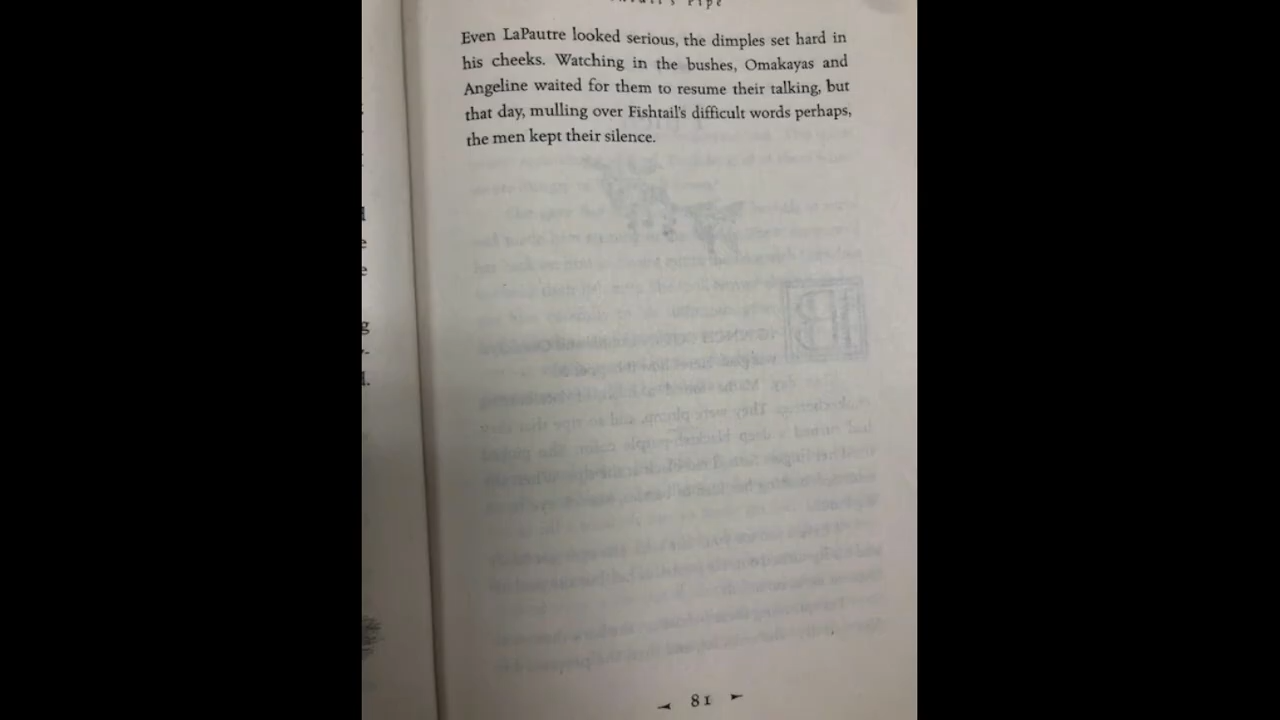 Pipe
Even LaPautre looked serious, the dimples set hard in
his cheeks. Watching in the bushes, Omakayas and
Angeline waited for them to resume their talking, but
that day, mulling over Fishtail's difficult words perhaps,
the men kept their silence.
81